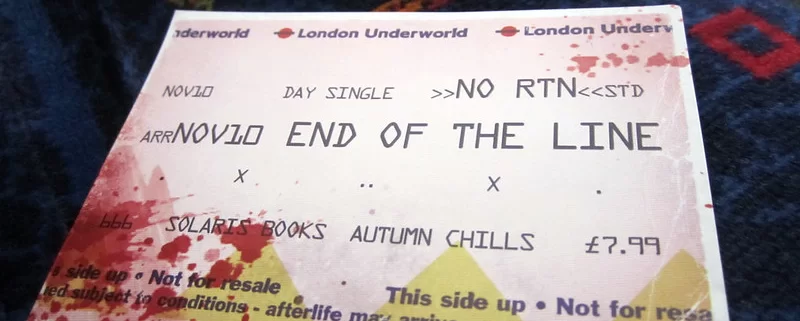 nderworld London Underworld London Underw
NOV10 DAY SINGLE >>NO RTN<<STD
ARRNOV10 END OF THE LINE
x .. x .
666 SOLARIS BOOKS AUTUMN CHILLS £7.99
s side up • Not for resale This side up • Not for resa
ed subject to conditions - afterlife may